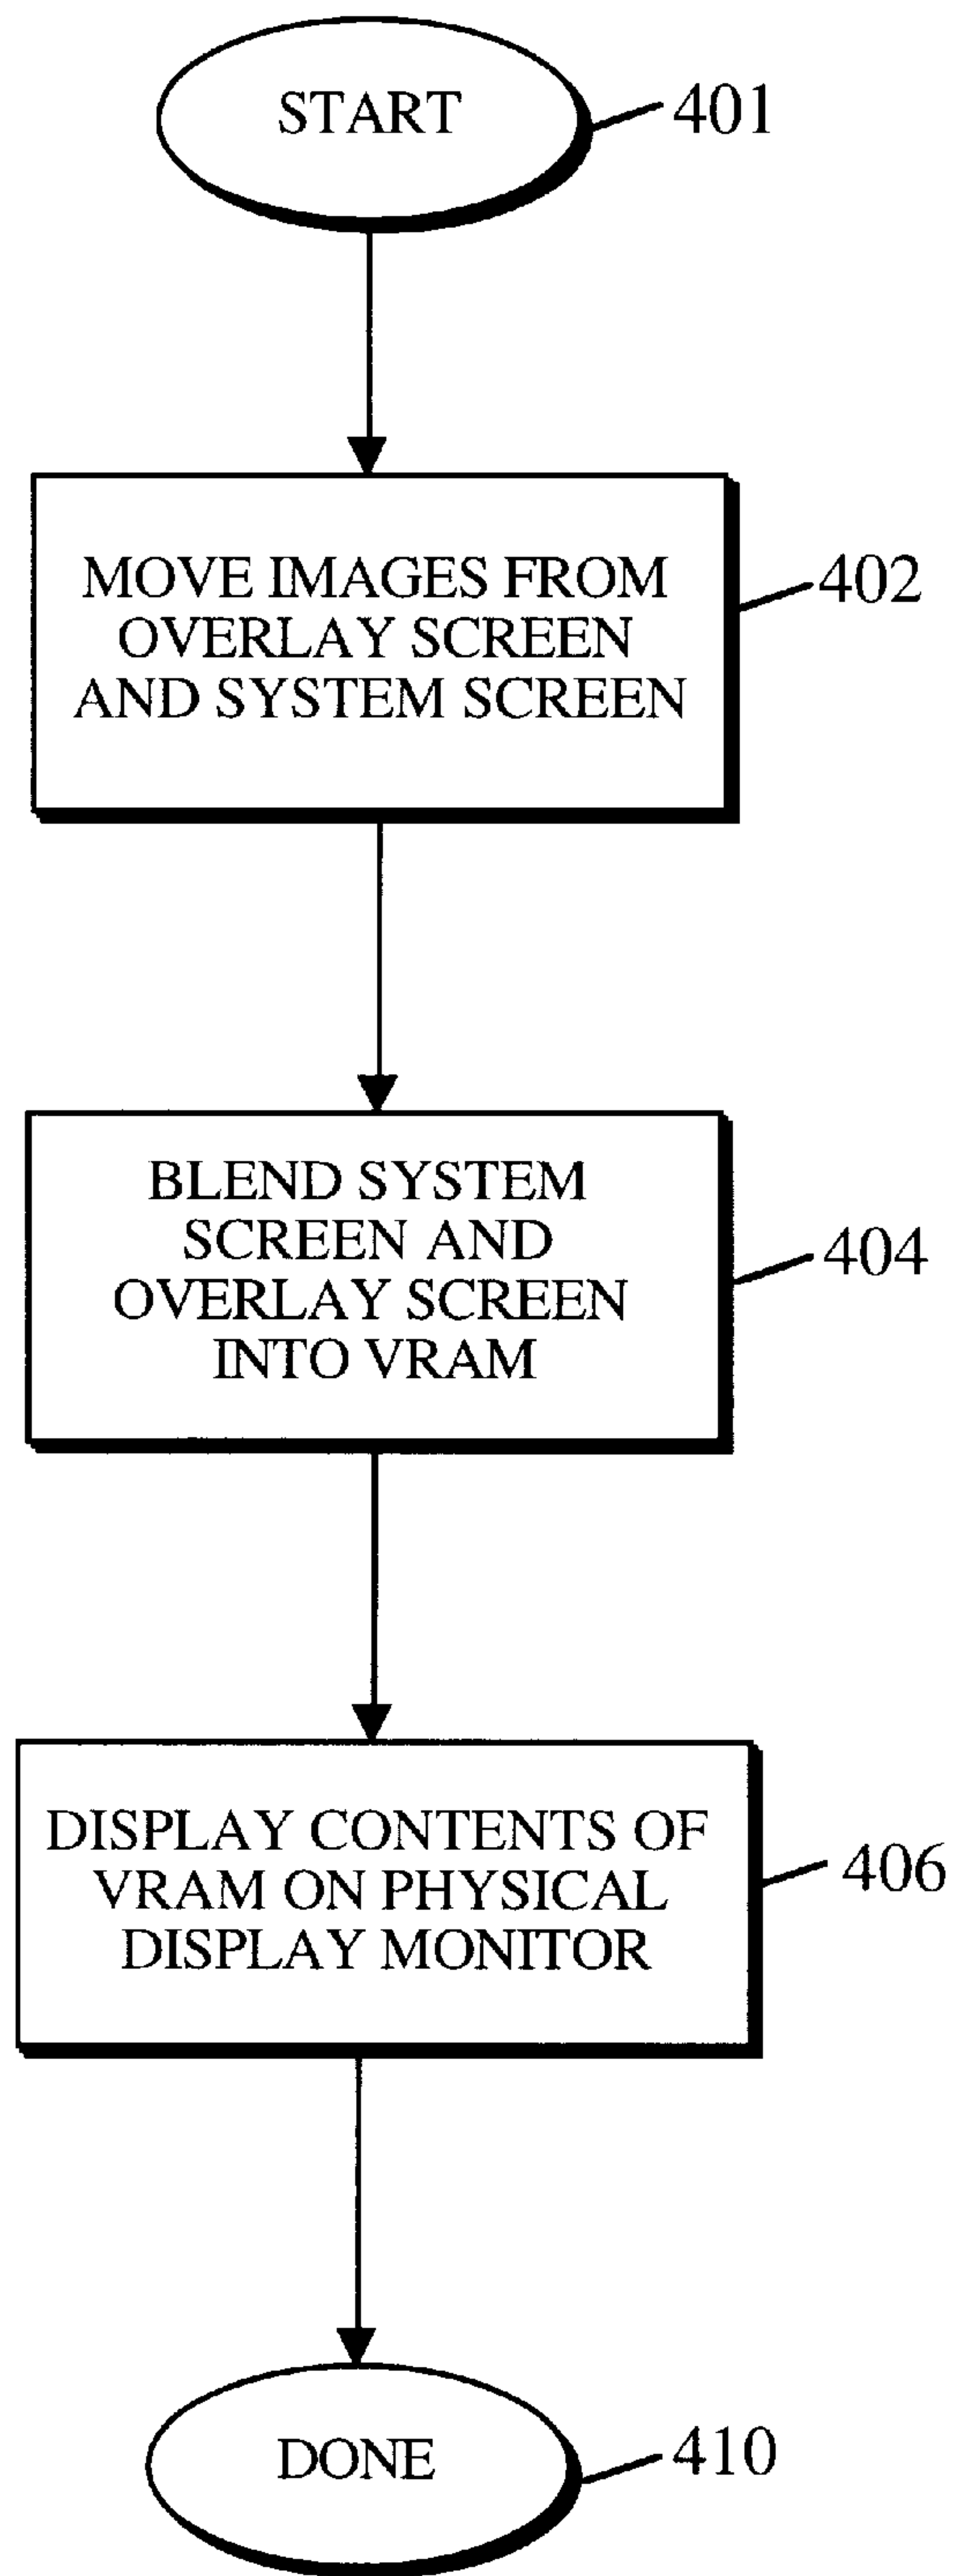 START
401
MOVE IMAGES FROM
OVERLAY SCREEN
AND SYSTEM SCREEN
402
BLEND SYSTEM
SCREEN AND
OVERLAY SCREEN
INTO VRAM
404
DISPLAY CONTENTS OF
VRAM ON PHYSICAL
DISPLAY MONITOR
406
DONE
410